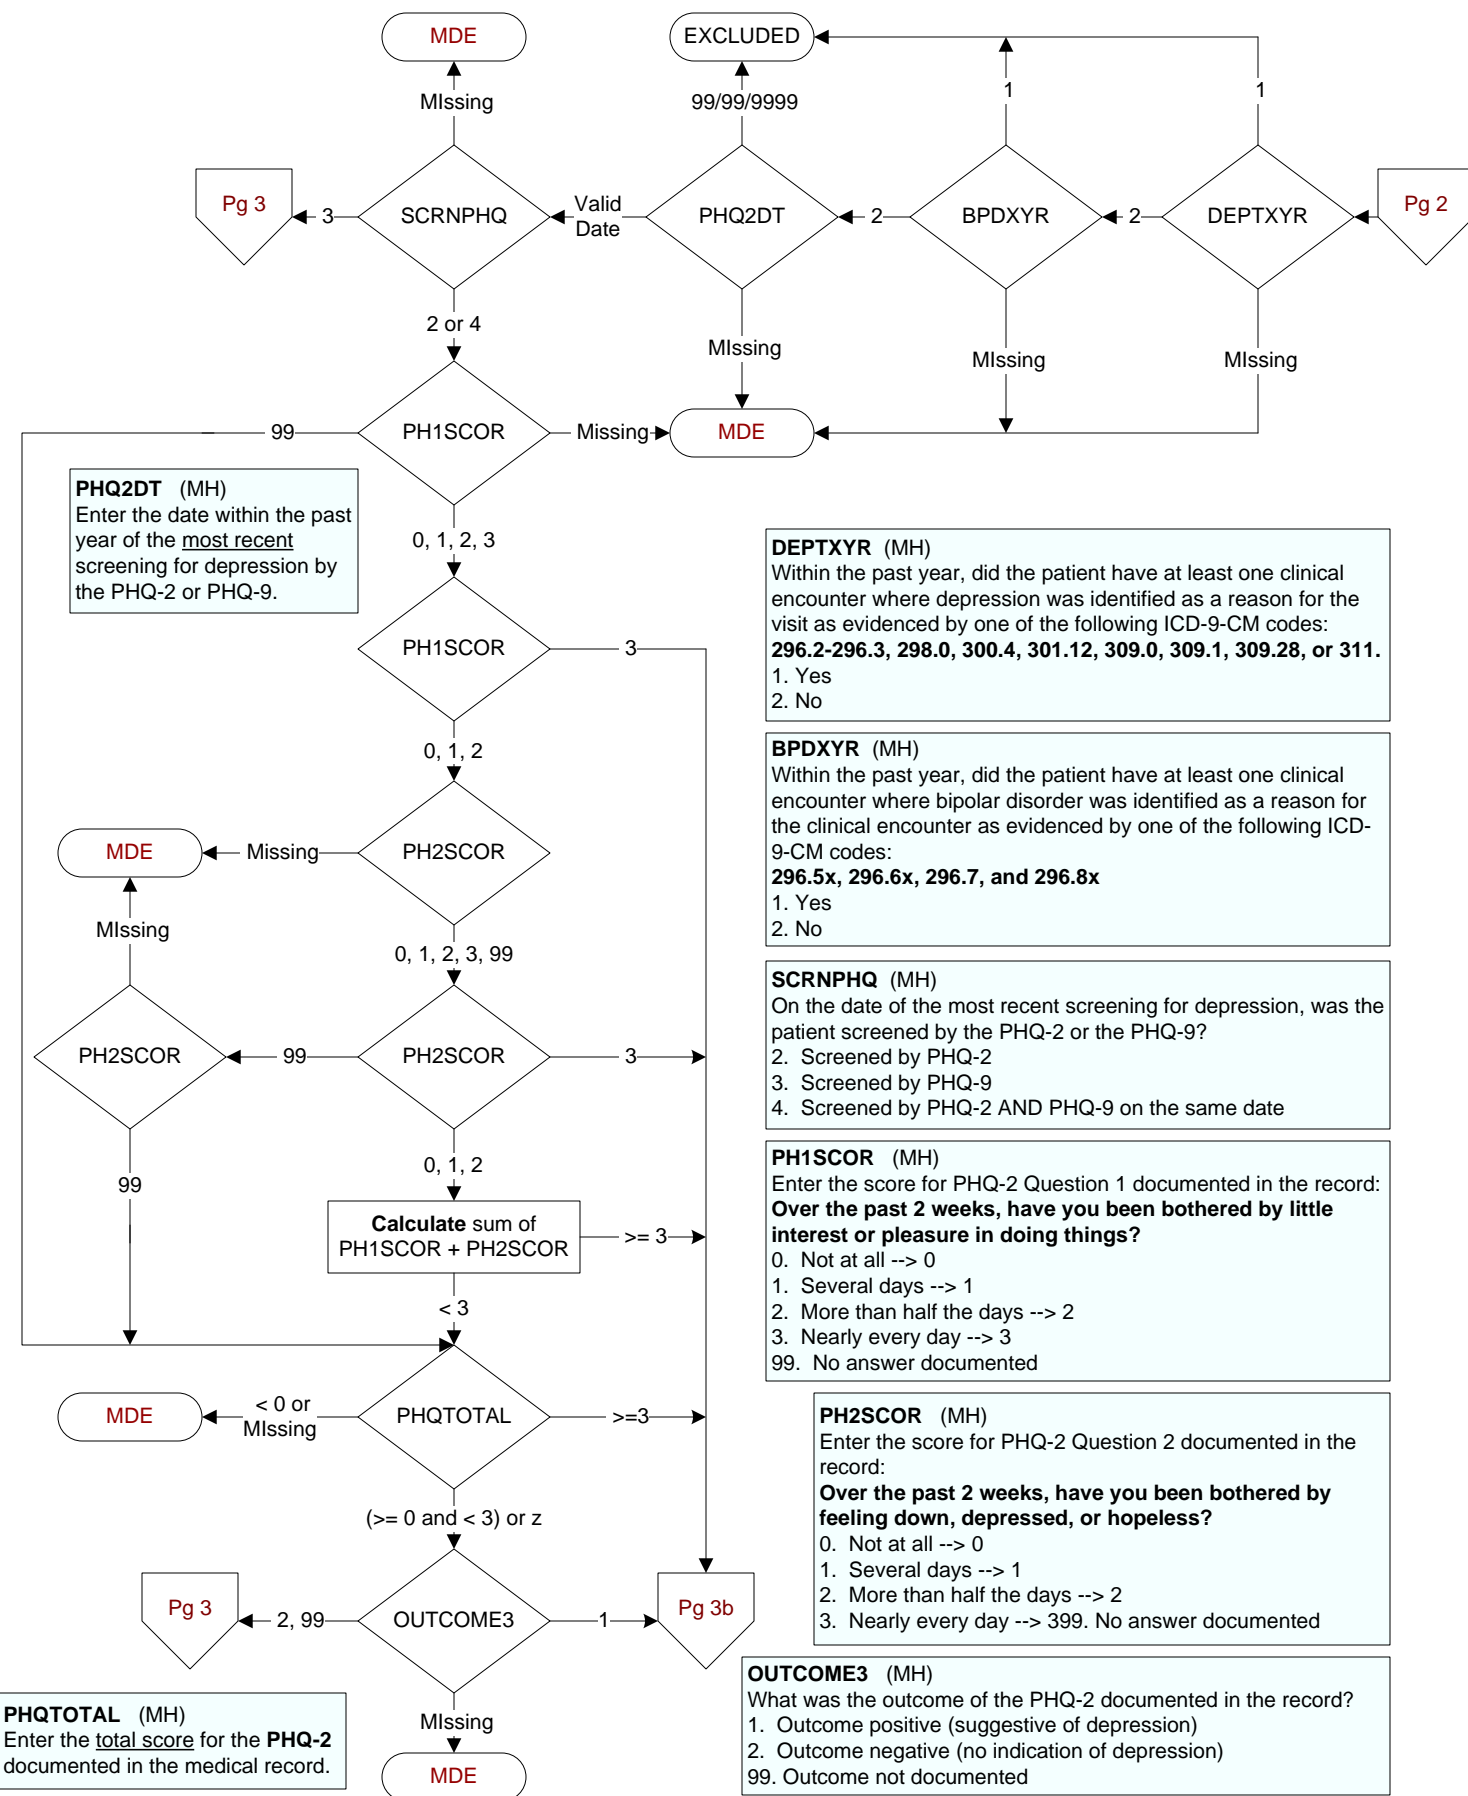 MDE
EXCLUDED
MIssing
99/99/9999
1
1
Pg 3
3
SCRNPHQ
Valid
Date
PHQ2DT
2
BPDXYR
2
DEPTXYR
Pg 2
2 or 4
MIssing
MIssing
MIssing
99
PH1SCOR
Missing
MDE
PHQ2DT (MH)
Enter the date within the past
year of the most recent
screening for depression by
the PHQ-2 or PHQ-9.
0, 1, 2, 3
DEPTXYR (MH)
Within the past year, did the patient have at least one clinical
encounter where depression was identified as a reason for the
visit as evidenced by one of the following ICD-9-CM codes:
296.2-296.3, 298.0, 300.4, 301.12, 309.0, 309.1, 309.28, or 311.
1. Yes
2. No
PH1SCOR
3
0, 1, 2
BPDXYR (MH)
Within the past year, did the patient have at least one clinical
encounter where bipolar disorder was identified as a reason for
the clinical encounter as evidenced by one of the following ICD-
9-CM codes:
296.5x, 296.6x, 296.7, and 296.8x
1. Yes
2. No
MDE
Missing
PH2SCOR
MIssing
0, 1, 2, 3, 99
SCRNPHQ (MH)
On the date of the most recent screening for depression, was the
patient screened by the PHQ-2 or the PHQ-9?
2. Screened by PHQ-2
3. Screened by PHQ-9
4. Screened by PHQ-2 AND PHQ-9 on the same date
PH2SCOR
99
PH2SCOR
3
0, 1, 2
99
PH1SCOR (MH)
Enter the score for PHQ-2 Question 1 documented in the record:
Over the past 2 weeks, have you been bothered by little
interest or pleasure in doing things?
0. Not at all --> 0
1. Several days --> 1
2. More than half the days --> 2
3. Nearly every day --> 3
99. No answer documented
Calculate sum of
PH1SCOR + PH2SCOR
>= 3
< 3
MDE
< 0 or
MIssing
PHQTOTAL
>=3
PH2SCOR (MH)
Enter the score for PHQ-2 Question 2 documented in the
record:
Over the past 2 weeks, have you been bothered by
feeling down, depressed, or hopeless?
0. Not at all --> 0
1. Several days --> 1
2. More than half the days --> 2
3. Nearly every day --> 399. No answer documented
(>= 0 and < 3) or z
Pg 3
2, 99
OUTCOME3
1
Pg 3b
OUTCOME3 (MH)
What was the outcome of the PHQ-2 documented in the record?
1. Outcome positive (suggestive of depression)
2. Outcome negative (no indication of depression)
99. Outcome not documented
PHQTOTAL (MH)
Enter the total score for the PHQ-2
documented in the medical record.
MIssing
MDE